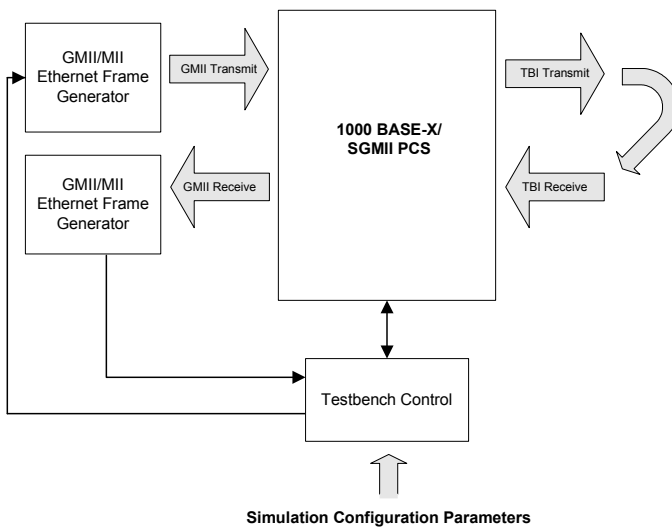 GMII/MII
Ethernet Frame
Generator
GMII Transmit
1000 BASE-X/
SGMII PCS
TBI Transmit
GMII/MII
Ethernet Frame
Generator
GMII Receive
TBI Receive
Testbench Control
Simulation Configuration Parameters